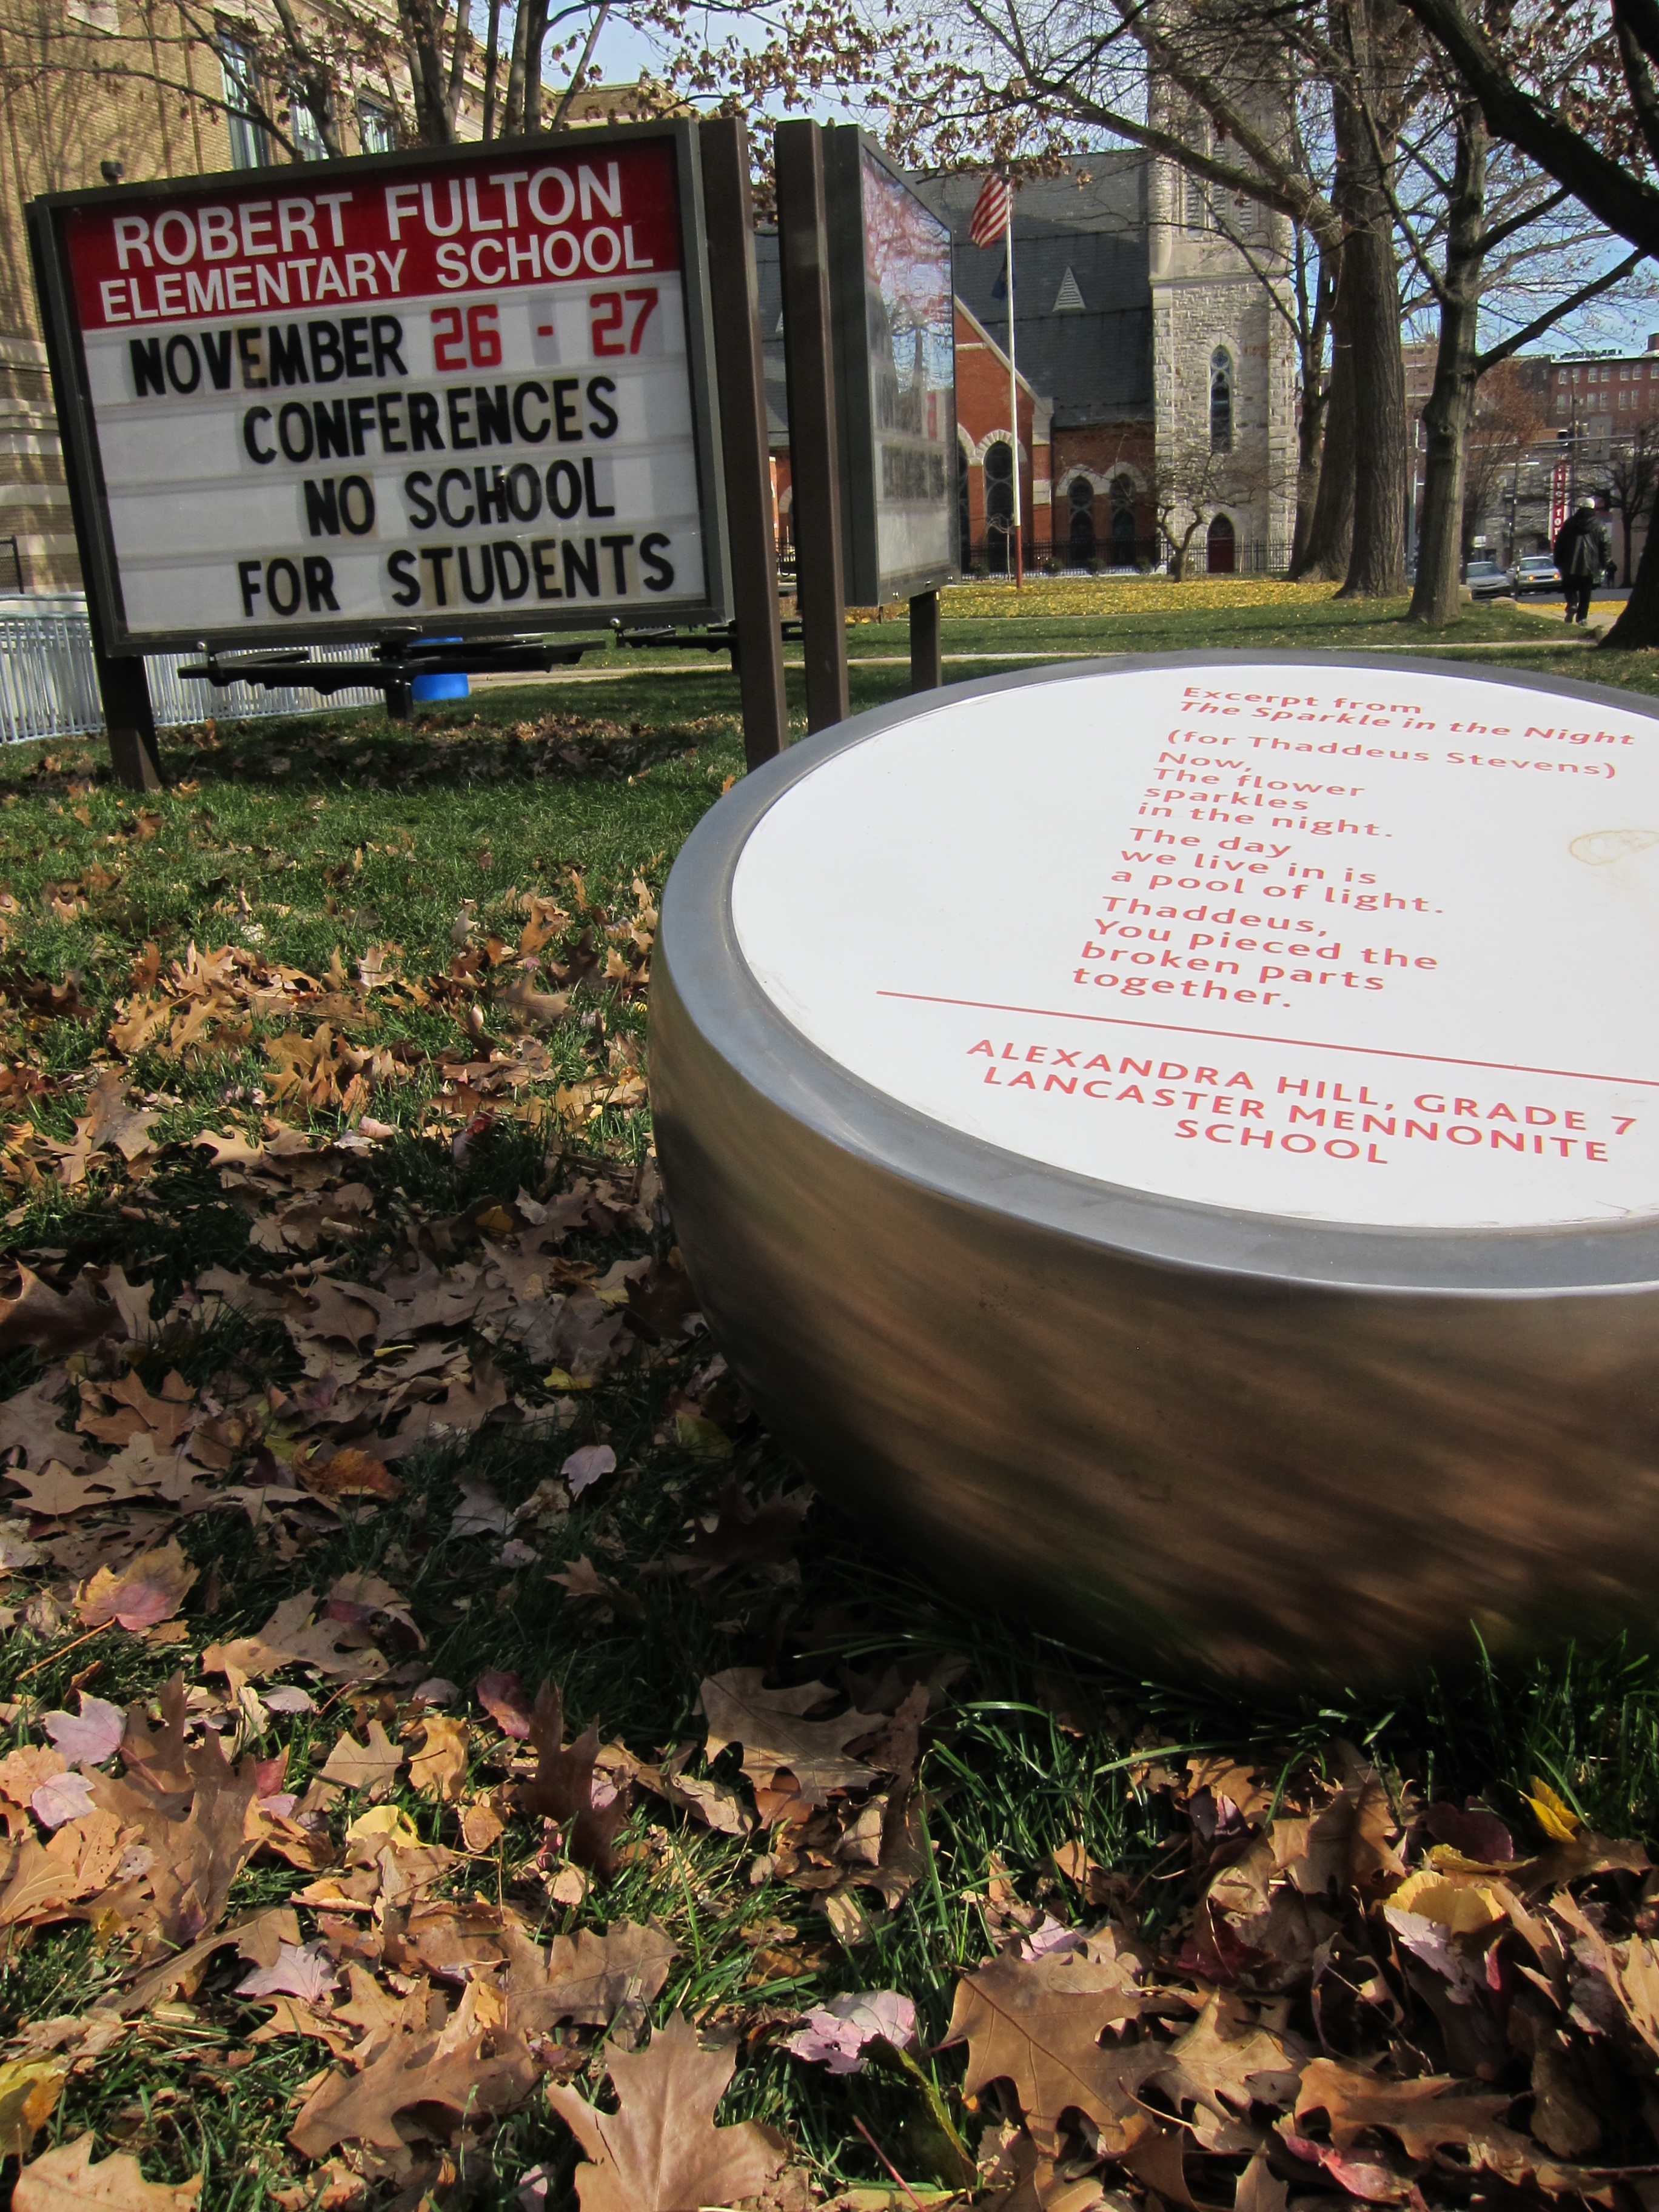 ROBERT FULTON
ELEMENTARY SCHOOL
NOVEMBER 26 - 27
CONFERENCES
NO SCHOOL
FOR STUDENTS
Excerpt from
The Sparkle in the Night
(for Thaddeus Stevens)
Now,
The flower
sparkles
in the night.
The day
we live in is
a pool of light.
Thaddeus,
You pieced the
broken parts
together.
ALEXANDRA HILL, GRADE 7
LANCASTER MENNONITE
SCHOOL